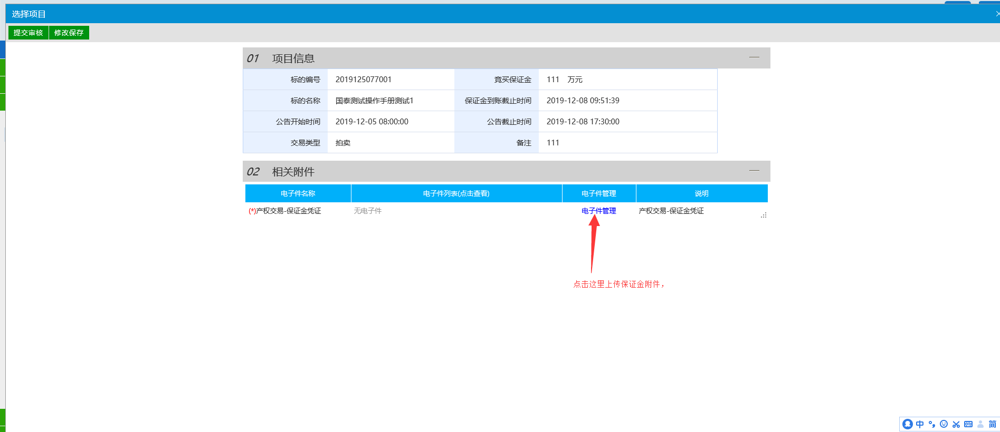 选择项目
提交审核 修改保存
01 项目信息
标的编号 2019125077001 竞买保证金 111 万元
标的名称 国泰测试操作手册测试1 保证金到账截止时间 2019-12-08 09:51:39
公告开始时间 2019-12-05 08:00:00 公告截止时间 2019-12-08 17:30:00
交易类型 拍卖 备注 111
02 相关附件
电子件名称 电子件列表(点击查看) 电子件管理 说明
(*)产权交易-保证金凭证 无电子件 电子件管理 产权交易-保证金凭证
点击这里上传保证金附件，
中 简